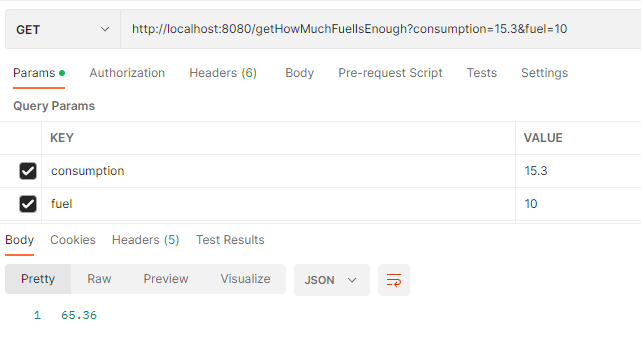 GET http://localhost:8080/getHowMuchFuelIsEnough?consumption=15.3&fuel=10
Params Authorization Headers (6) Body Pre-request Script Tests Settings
Query Params
KEY VALUE
consumption 15.3
fuel 10
Body Cookies Headers (5) Test Results
Pretty Raw Preview Visualize JSON
1 65.36